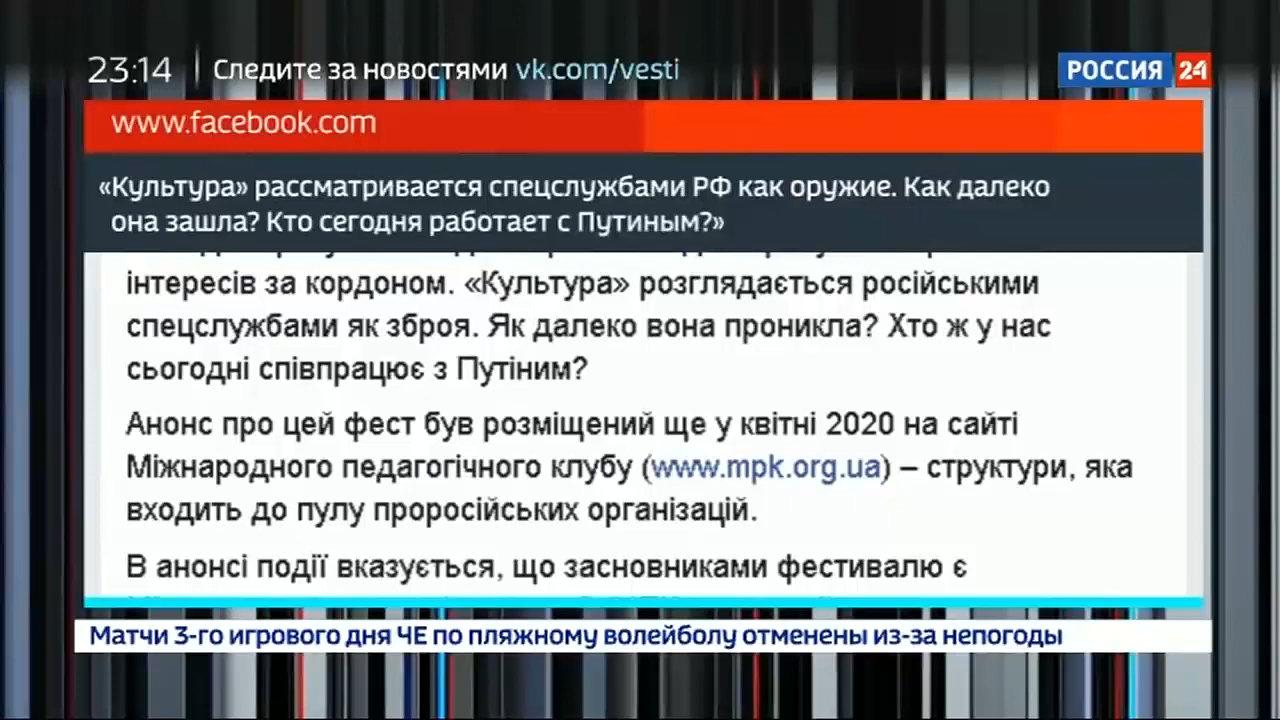 23:14 Следите за новостями vk.com/vesti
РОССИЯ 24
www.facebook.com
«Культура» рассматривается спецслужбами РФ как оружие. Как далеко
она зашла? Кто сегодня работает с Путиным?»
інтересів за кордоном. «Культура» розглядається російськими
спецслужбами як зброя. Як далеко вона проникла? Хто ж у нас
сьогодні співпрацює з Путіним?
Анонс про цей фест був розміщений ще у квітні 2020 на сайті
Міжнародного педагогічного клубу (www.mpk.org.ua) – структури, яка
входить до пулу проросійських організацій.
В анонсі події вказується, що засновниками фестивалю є
Матчи 3-го игрового дня ЧЕ по пляжному волейболу отменены из-за непогоды